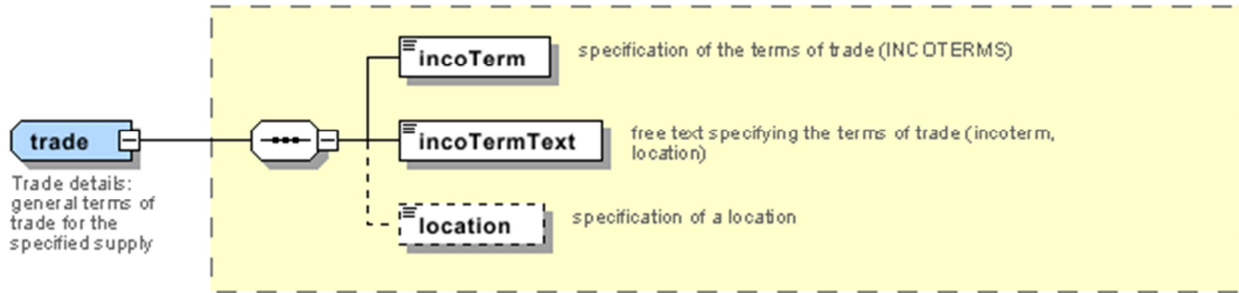 incoTerm
specification of the terms of trade (INCOTERMS)
trade
incoTermText
free text specifying the terms of trade (incoterm,
location)
Trade details:
general terms of
trade for the
specified supply
location
specification of a location